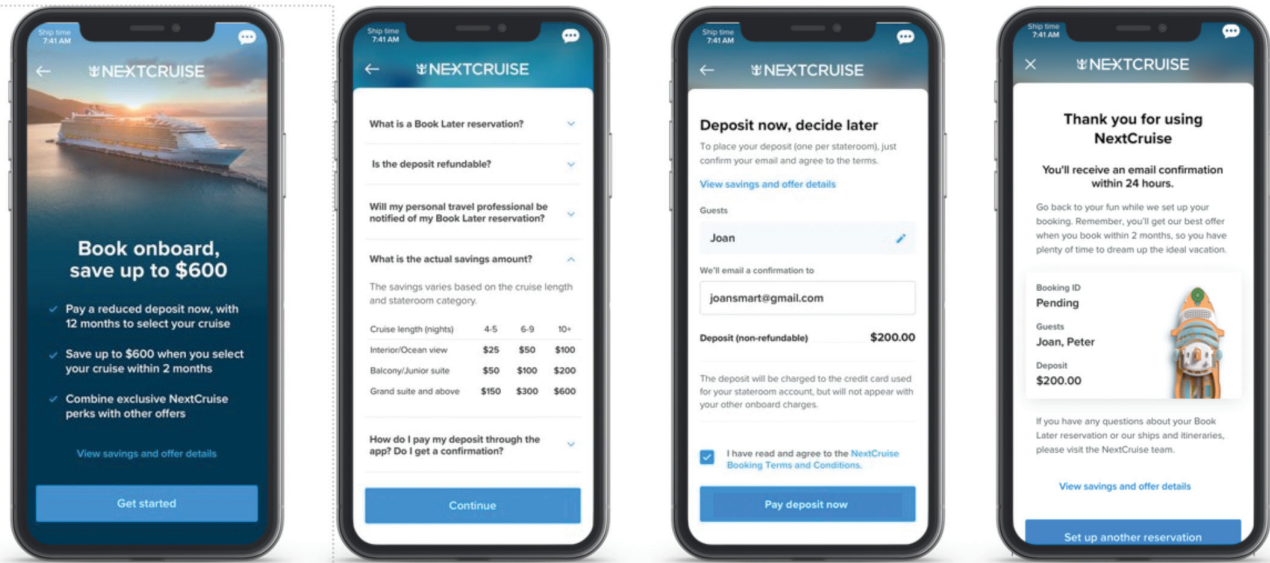 Ship time
7:41 AM
NEXTCRUISE
Book onboard,
save up to $600
Pay a reduced deposit now, with
12 months to select your cruise
Save up to $600 when you select
your cruise within 2 months
Combine exclusive NextCruise
perks with other offers
View savings and offer details
Get started
Ship time
7:41 AM
NEXTCRUISE
What is a Book Later reservation?
Is the deposit refundable?
Will my personal travel professional be
notified of my Book Later reservation?
What is the actual savings amount?
The savings varies based on the cruise length
and stateroom category.
Cruise length (nights) 4-5 6-9 10+
Interior/Ocean view $25 $50 $100
Balcony/Junior suite $50 $100 $200
Grand suite and above $150 $300 $600
How do I pay my deposit through the
app? Do I get a confirmation?
Continue
Ship time
7:41 AM
NEXTCRUISE
Deposit now, decide later
To place your deposit (one per stateroom), just
confirm your email and agree to the terms.
View savings and offer details
Guests
Joan
We'll email a confirmation to
joansmart@gmail.com
Deposit (non-refundable) $200.00
The deposit will be charged to the credit card used
for your stateroom account, but will not appear with
your other onboard charges.
I have read and agree to the NextCruise
Booking Terms and Conditions.
Pay deposit now
Ship time
7:41 AM
NEXTCRUISE
Thank you for using
NextCruise
You'll receive an email confirmation
within 24 hours.
Go back to your fun while we set up your
booking. Remember, you'll get our best offer
when you book within 2 months, so you have
plenty of time to dream up the ideal vacation.
Booking ID
Pending
Guests
Joan, Peter
Deposit
$200.00
If you have any questions about your Book
Later reservation or our ships and itineraries,
please visit the NextCruise team.
View savings and offer details
Set up another reservation